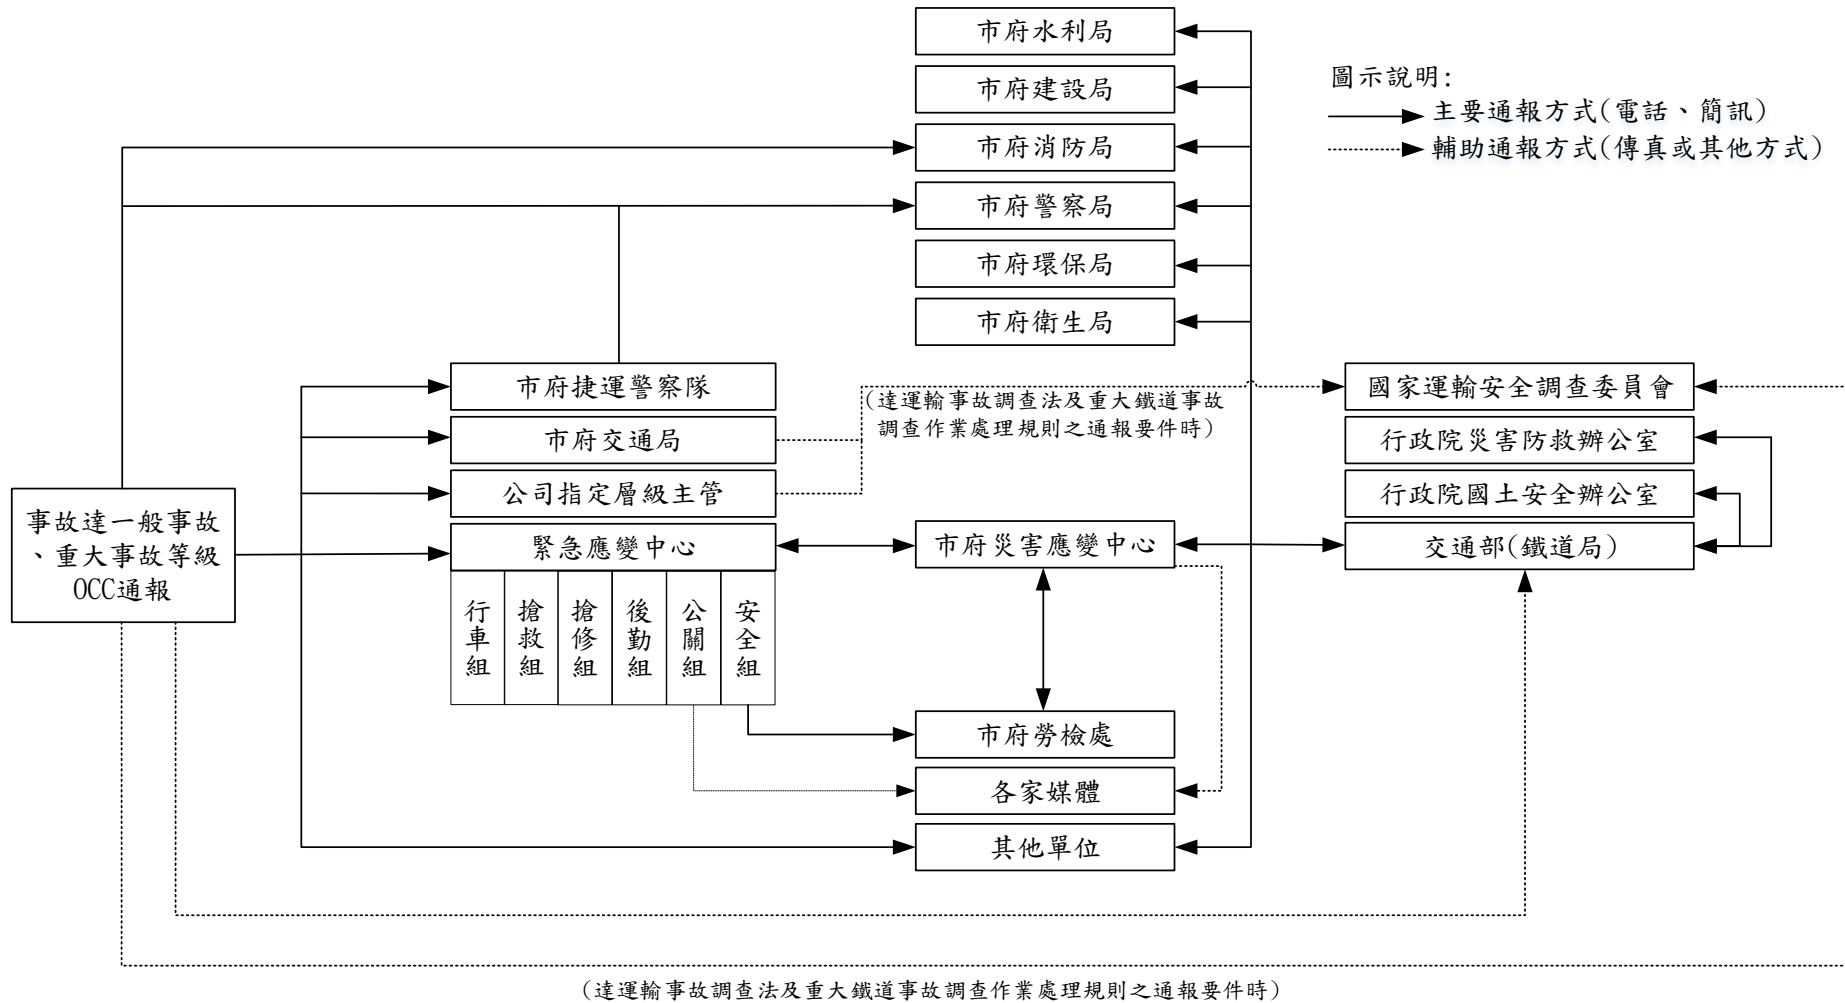 市府水利局
市府建設局
市府消防局
市府警察局
市府環保局
市府衛生局
圖示說明:
主要通報方式(電話、簡訊)
輔助通報方式(傳真或其他方式)
市府捷運警察隊
市府交通局
公司指定層級主管
緊急應變中心
行車組
搶救組
搶修組
後勤組
公關組
安全組
事故達一般事故
、重大事故等級
OCC通報
(達運輸事故調查法及重大鐵道事故
調查作業處理規則之通報要件時)
市府災害應變中心
市府勞檢處
各家媒體
其他單位
國家運輸安全調查委員會
行政院災害防救辦公室
行政院國土安全辦公室
交通部(鐵道局)
(達運輸事故調查法及重大鐵道事故調查作業處理規則之通報要件時)